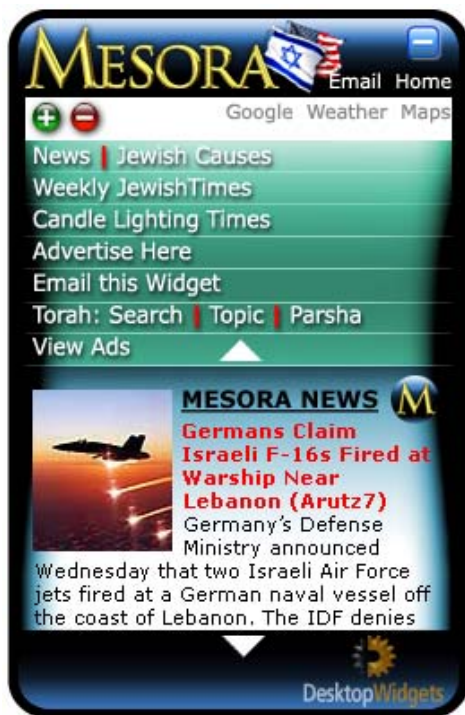 MESORA
Email Home
Google Weather Maps
News | Jewish Causes
Weekly JewishTimes
Candle Lighting Times
Advertise Here
Email this Widget
Torah: Search | Topic | Parsha
View Ads
MESORA NEWS M
Germans Claim
Israeli F-16s Fired at
Warship Near
Lebanon (Arutz7)
Germany's Defense
Ministry announced
Wednesday that two Israeli Air Force
jets fired at a German naval vessel off
the coast of Lebanon. The IDF denies
DesktopWidgets